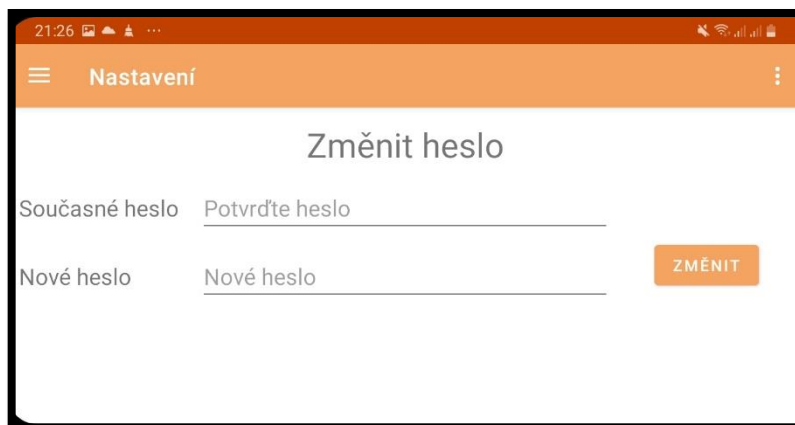 21:26
Nastavení
Změnit heslo
Současné heslo Potvrďte heslo
Nové heslo Nové heslo
ZMĚNIT